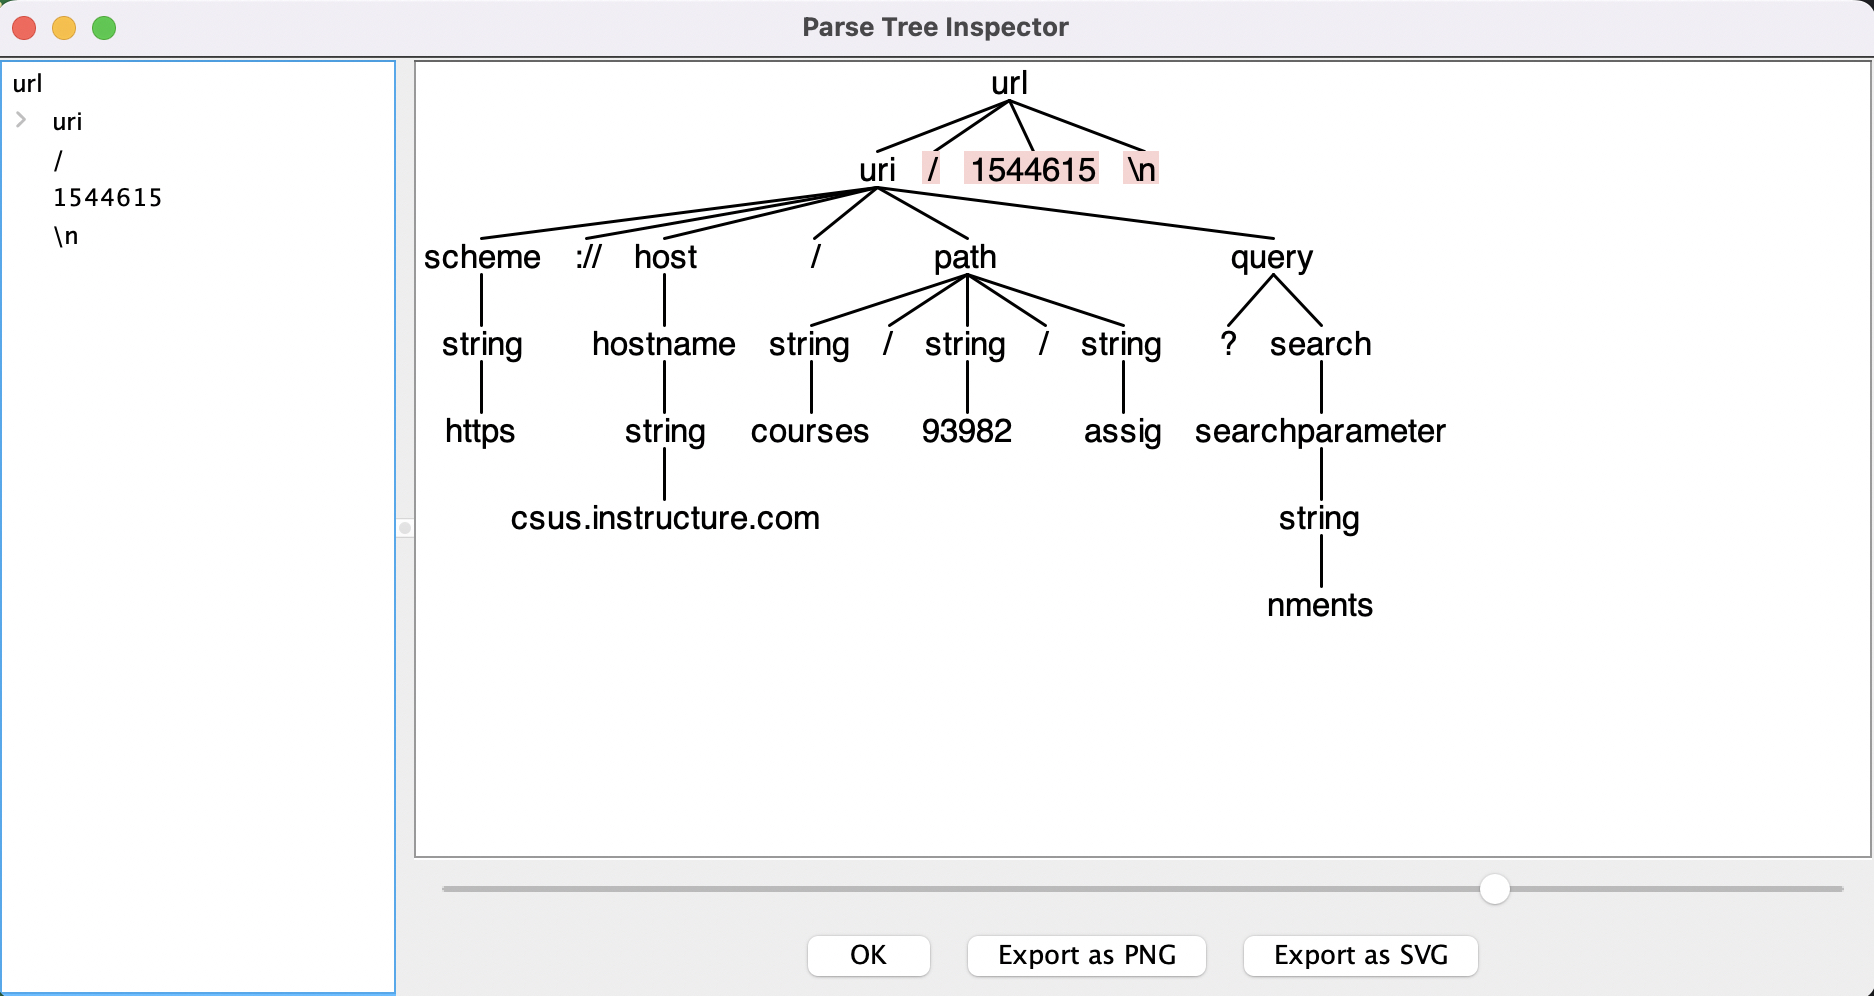 Parse Tree Inspector
url
uri
/
1544615
\n
url
uri / 1544615 \n
scheme :// host / path query
string hostname string / string / string ? search
https string courses 93982 assig searchparameter
csus.instructure.com string
nments
OK Export as PNG Export as SVG